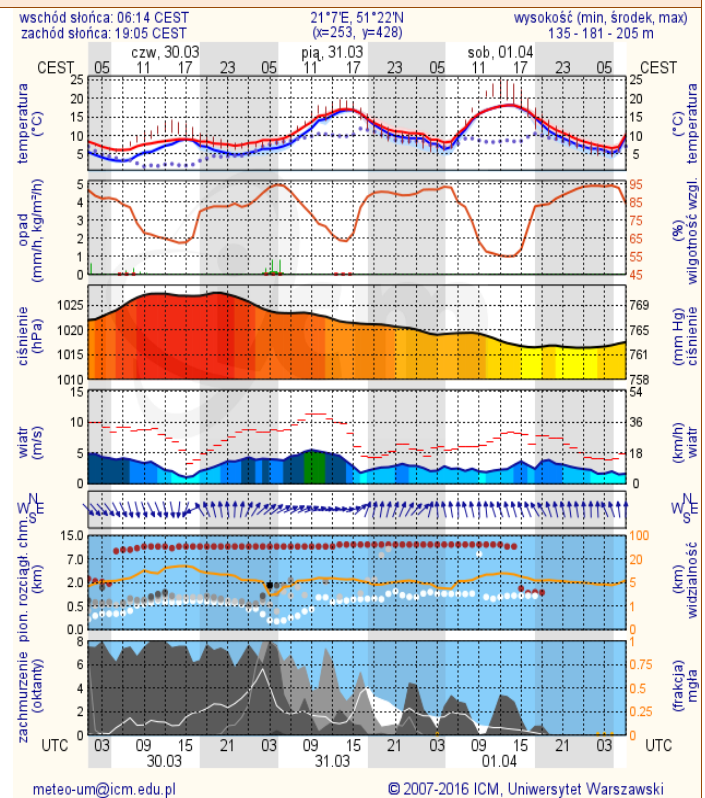 wschód słońca: 06:14 CEST 21°7'E, 51°22'N wysokość (min, środek, max)
zachód słońca: 19:05 CEST (x=253, y=428) 135 - 181 - 205 m
czw, 30.03 pią, 31.03 sob, 01.04
CEST 05 11 17 23 05 11 17 23 05 11 17 23 05 CEST
temperatura (°C) 25 20 15 10 5 25 20 15 10 5 (°C) temperatura
opad (mm/h, kg/m²/h) 5 4 3 2 1 0 95 85 75 65 55 45 (%) wilgotność wzgl.
ciśnienie (hPa) 1025 1020 1015 1010 769 765 761 758 (mm Hg) ciśnienie
wiatr (m/s) 15 10 5 0 54 36 18 0 (km/h) wiatr
N W E S N W E S
pion. rozciągł. chm. (km) 15.0 7.0 2.0 0.5 0.0 100 20 5 1 0 (km) widzialność
zachmurzenie (oktanty) 8 6 4 2 0 1 0.75 0.5 0.25 0 (frakcja) mgła
UTC 03 09 15 21 03 09 15 21 03 09 15 21 03 UTC
30.03 31.03 01.04
meteo-um@icm.edu.pl © 2007-2016 ICM, Uniwersytet Warszawski